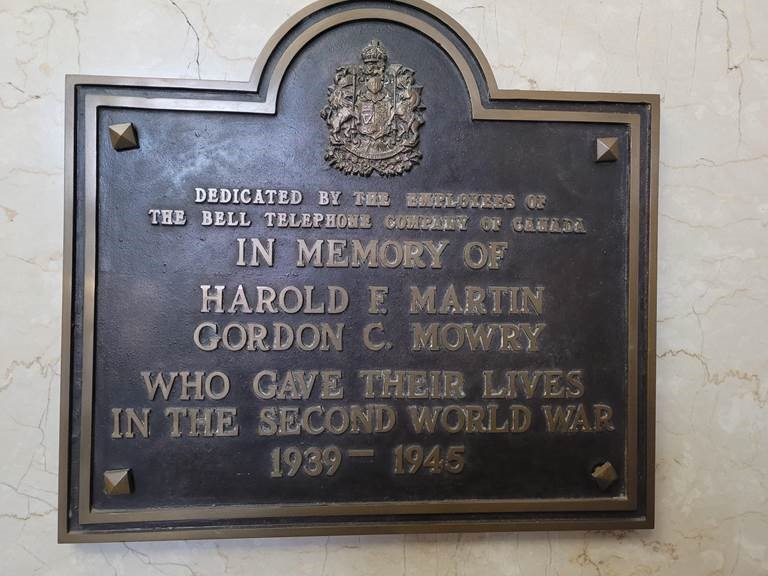 DEDICATED BY THE EMPLOYEES OF
THE BELL TELEPHONE COMPANY OF CANADA
IN MEMORY OF
HAROLD F. MARTIN
GORDON C. MOWRY
WHO GAVE THEIR LIVES
IN THE SECOND WORLD WAR
1939 – 1945